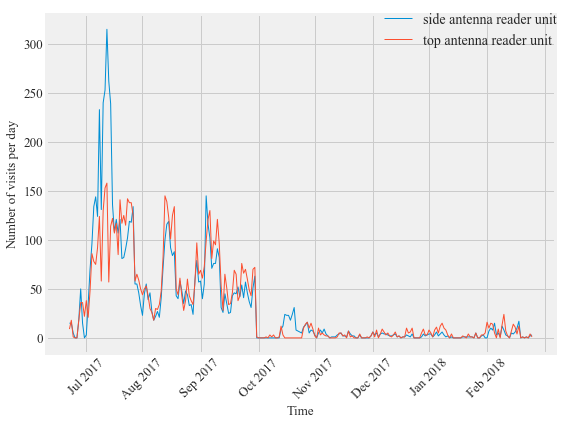 side antenna reader unit
top antenna reader unit
Number of visits per day
300
250
200
150
100
50
0
Jul 2017
Aug 2017
Sep 2017
Oct 2017
Nov 2017
Dec 2017
Jan 2018
Feb 2018
Time